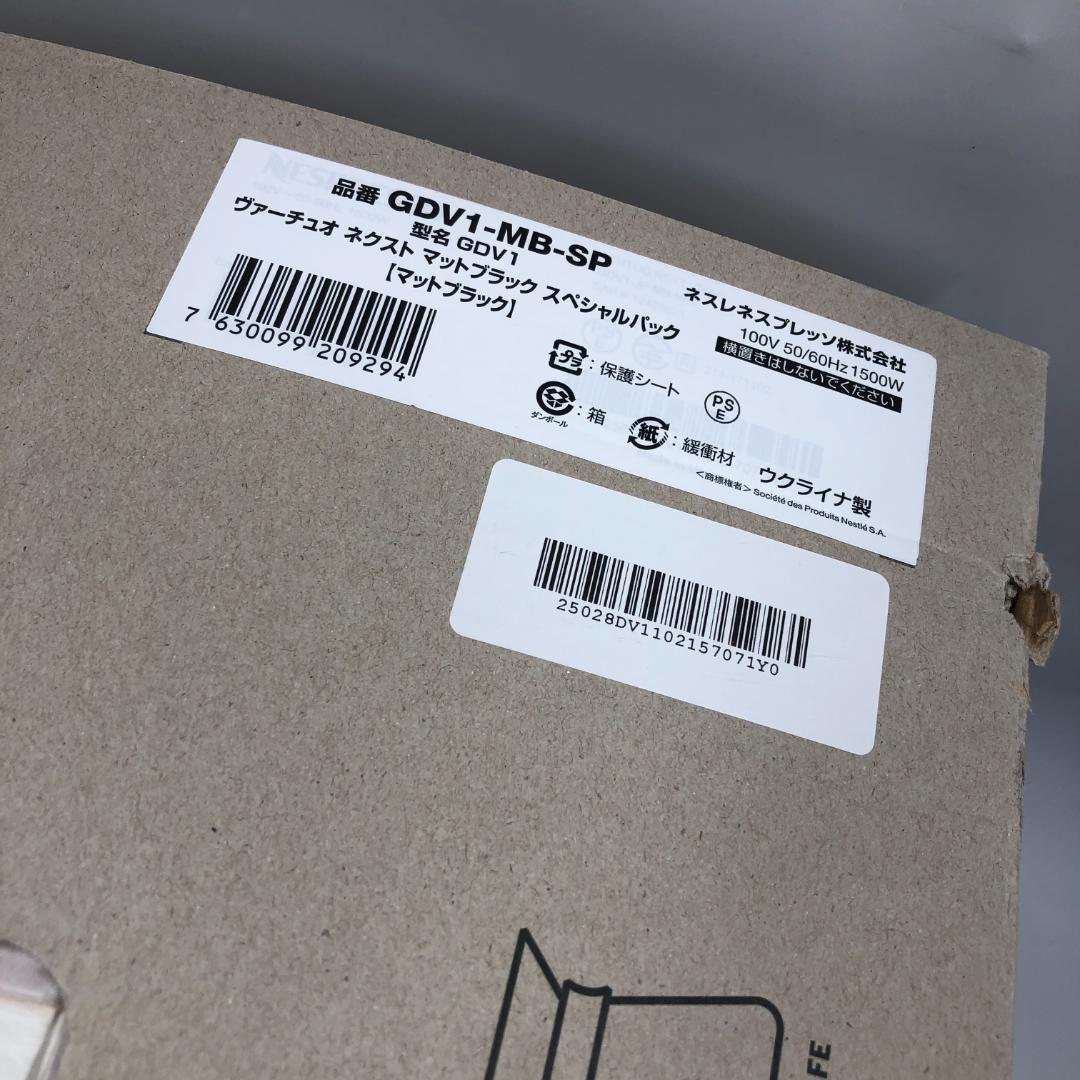 品番 GDV1-MB-SP
型名 GDV1
ヴァーチュオ ネクスト マットブラック スペシャルパック
【マットブラック】
7 630099 209294
ネスレネスプレッソ株式会社
100V 50/60Hz 1500W
横置きはしないでください
プラ : 保護シート
PS
E
ダンボール : 箱
紙 : 緩衝材
ウクライナ製
<商標権者> Société des Produits Nestlé S.A.
25028DV1102157071Y0
FE